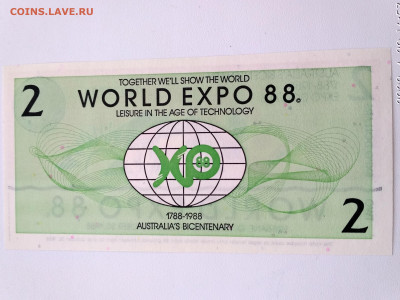 COINS.LAVE.RU
TOGETHER WE'LL SHOW THE WORLD
2
WORLD EXPO 88
LEISURE IN THE AGE OF TECHNOLOGY
XPO
88
1788-1988
AUSTRALIA'S BICENTENARY
2